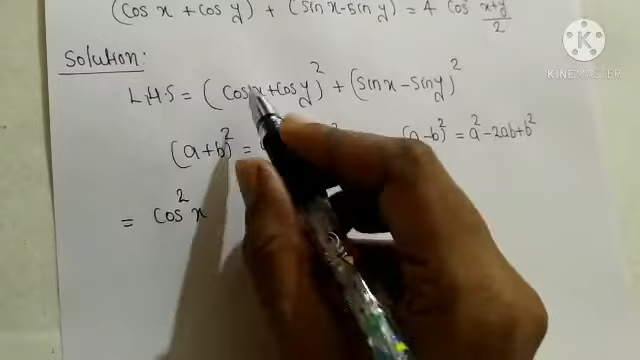 (cos x + cos y)² + (sin x - sin y)² = 4 cos² x+y/2
Solution:
L.H.S = (cos x + cos y)² + (sin x - sin y)²
(a+b)² = (a-b)² = a² - 2ab + b²
= cos² x
KINEMASTER